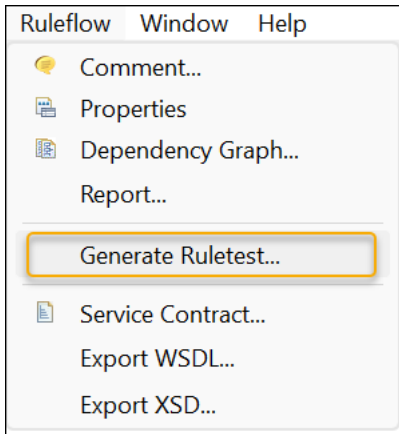 Ruleflow Window Help
Comment...
Properties
Dependency Graph...
Report...
Generate Ruletest...
Service Contract...
Export WSDL...
Export XSD...